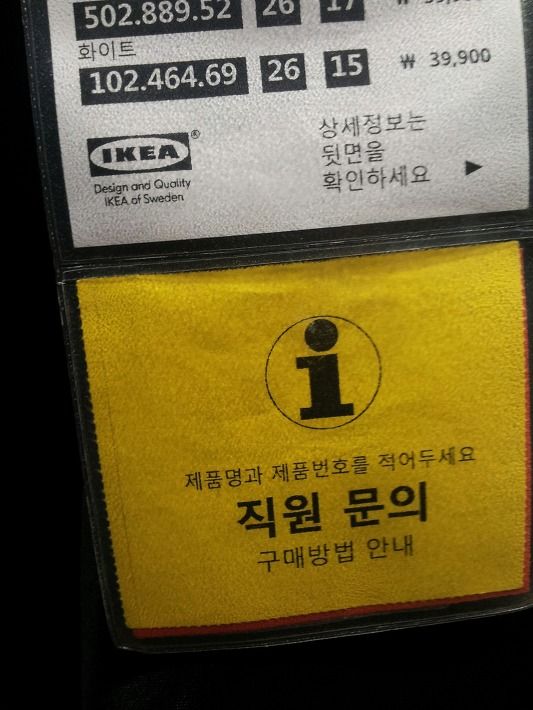 502.889.52 26 17 ₩
화이트
102.464.69 26 15 ₩ 39,900
IKEA®
Design and Quality
IKEA of Sweden
상세정보는
뒷면을
확인하세요 ▶
i
제품명과 제품번호를 적어두세요
직원 문의
구매방법 안내